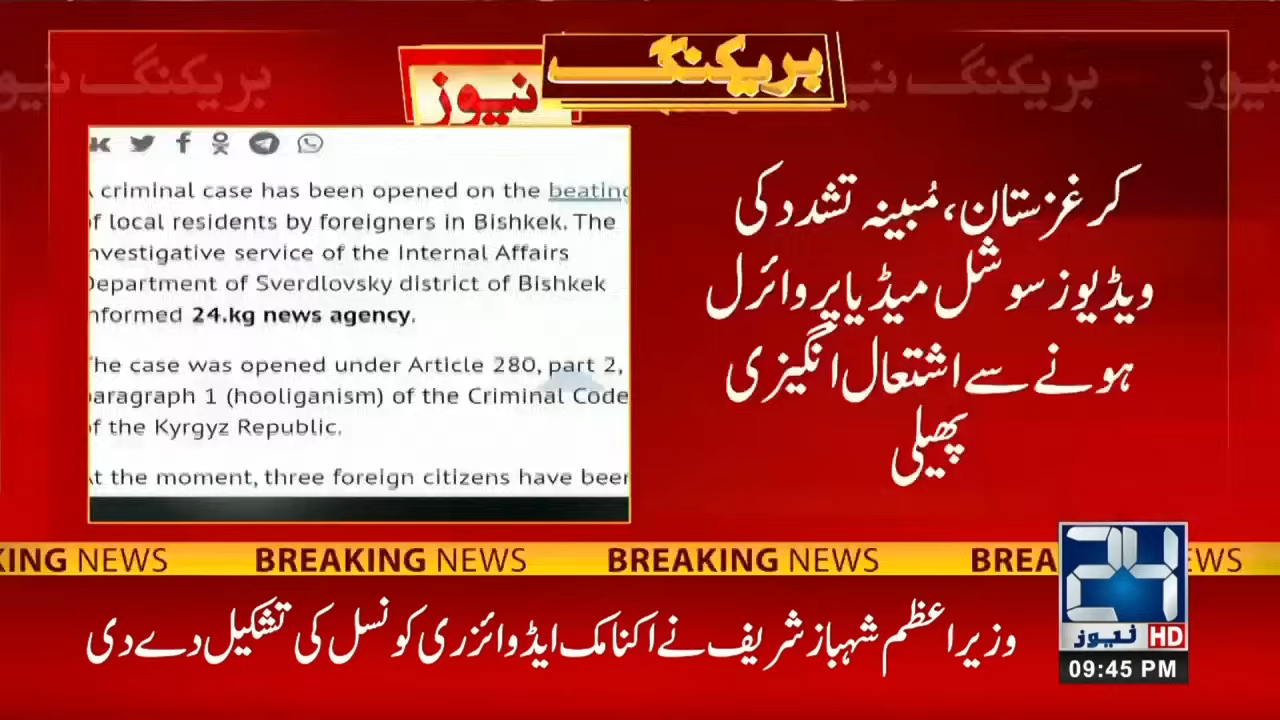 بریکنگ
نیوز
A criminal case has been opened on the beating
of local residents by foreigners in Bishkek. The
investigative service of the Internal Affairs
Department of Sverdlovsky district of Bishkek
informed 24.kg news agency.
The case was opened under Article 280, part 2,
paragraph 1 (hooliganism) of the Criminal Code
of the Kyrgyz Republic.
At the moment, three foreign citizens have been
کرغزستان، مُبینہ تشدد کی
ویڈیوز سوشل میڈیا پر وائرل
ہونے سے اشتعال انگیزی
پھیلی
KING NEWS BREAKING NEWS BREAKING NEWS BREA EWS
24
نیوز HD
09:45 PM
وزیراعظم شہباز شریف نے اکنامک ایڈوائزری کونسل کی تشکیل دے دی